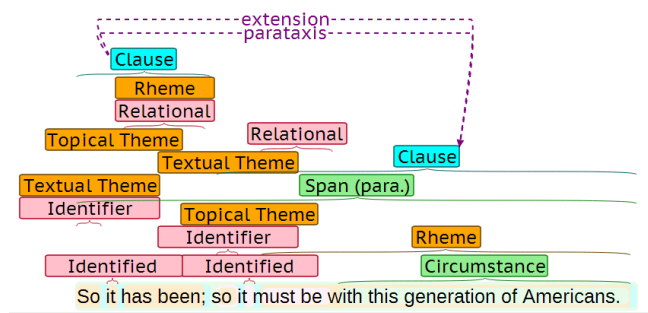 extension
parataxis
Clause
Rheme
Relational
Relational
Topical Theme
Clause
Textual Theme
Textual Theme
Span (para.)
Identifier
Topical Theme
Identifier
Rheme
Identified
Identified
Circumstance
So it has been; so it must be with this generation of Americans.